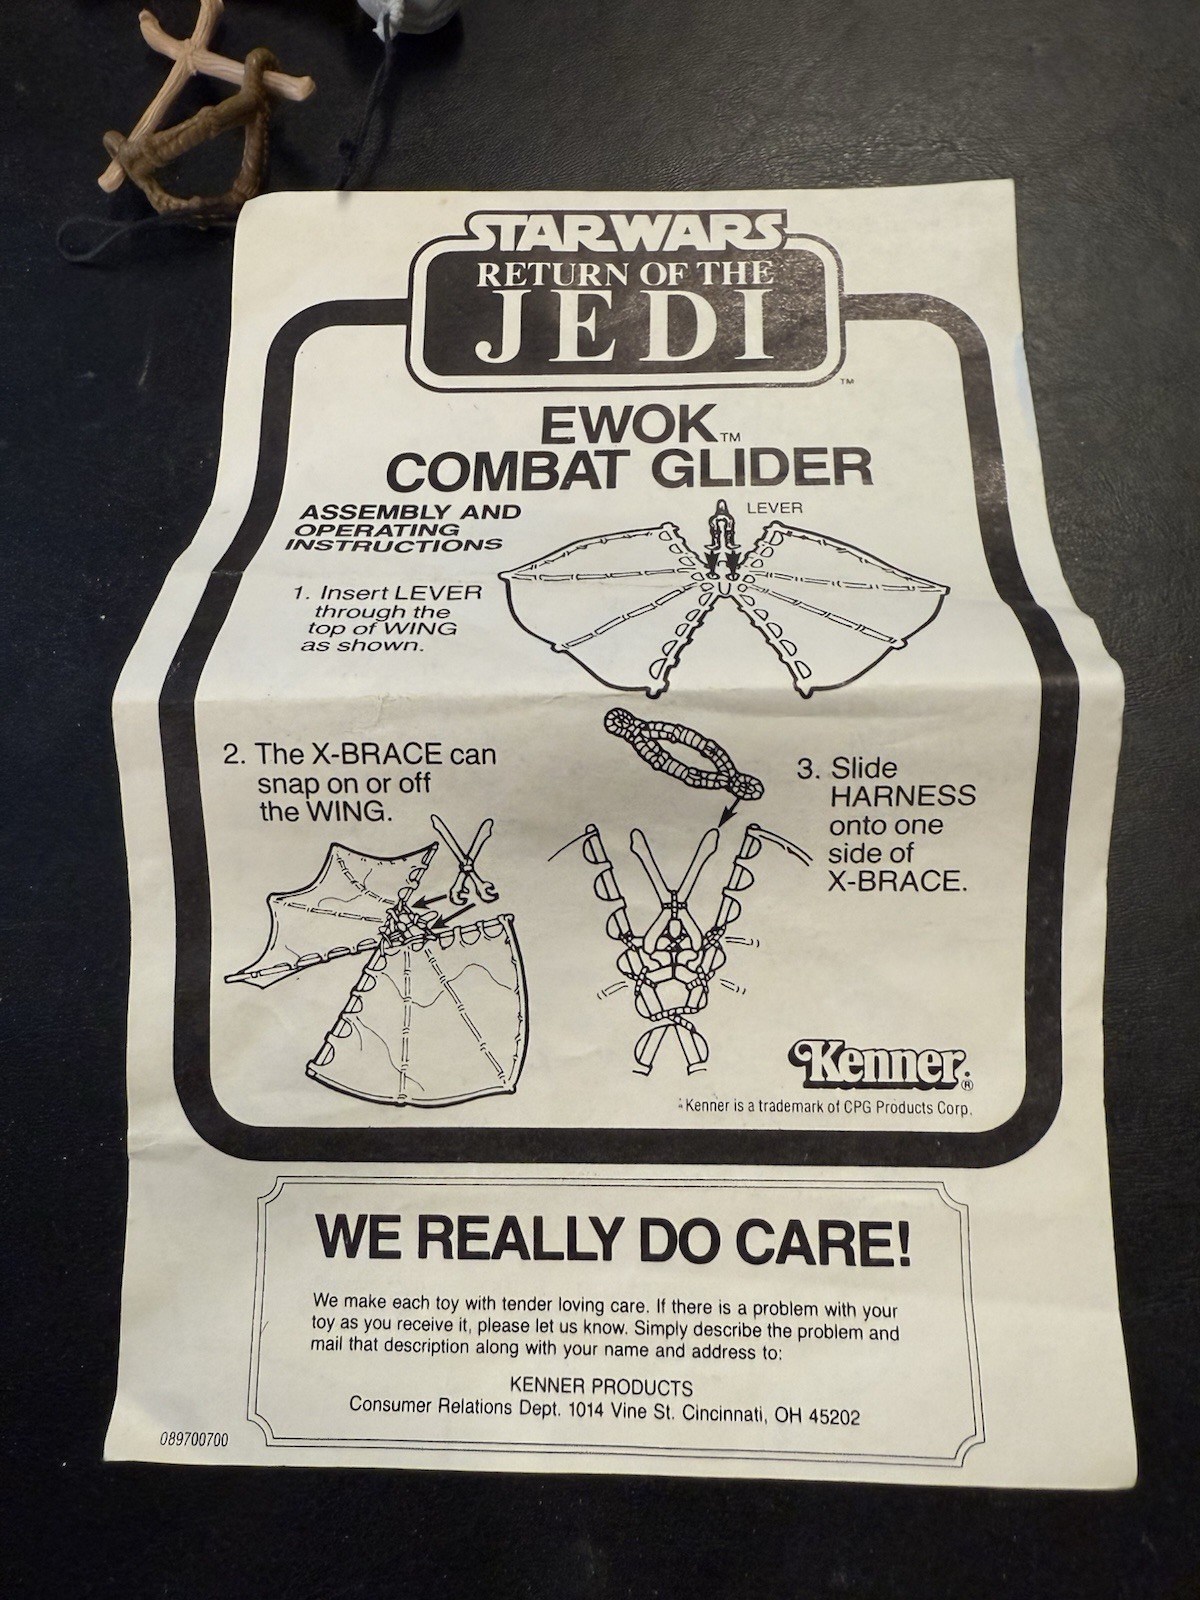 STAR WARS
RETURN OF THE
JEDI
TM
EWOK TM
COMBAT GLIDER
ASSEMBLY AND
OPERATING
INSTRUCTIONS
LEVER
1. Insert LEVER
through the
top of WING
as shown.
2. The X-BRACE can
snap on or off
the WING.
3. Slide
HARNESS
onto one
side of
X-BRACE.
Kenner®
Kenner is a trademark of CPG Products Corp.
WE REALLY DO CARE!
We make each toy with tender loving care. If there is a problem with your
toy as you receive it, please let us know. Simply describe the problem and
mail that description along with your name and address to:
KENNER PRODUCTS
Consumer Relations Dept. 1014 Vine St. Cincinnati, OH 45202
089700700